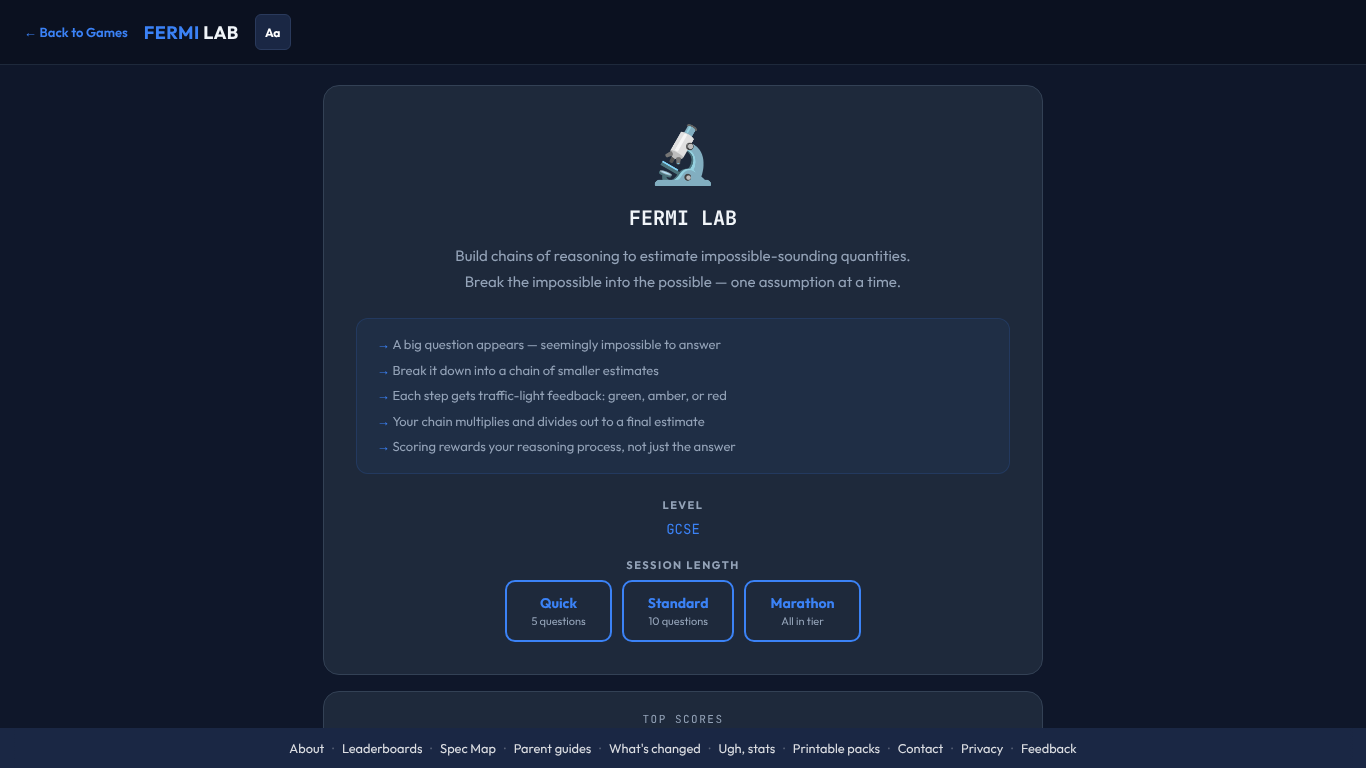 ← Back to Games
FERMI LAB
Aa
FERMI LAB
Build chains of reasoning to estimate impossible-sounding quantities.
Break the impossible into the possible — one assumption at a time.
→ A big question appears — seemingly impossible to answer
→ Break it down into a chain of smaller estimates
→ Each step gets traffic-light feedback: green, amber, or red
→ Your chain multiplies and divides out to a final estimate
→ Scoring rewards your reasoning process, not just the answer
LEVEL
GCSE
SESSION LENGTH
Quick
5 questions
Standard
10 questions
Marathon
All in tier
TOP SCORES
About · Leaderboards · Spec Map · Parent guides · What's changed · Ugh, stats · Printable packs · Contact · Privacy · Feedback